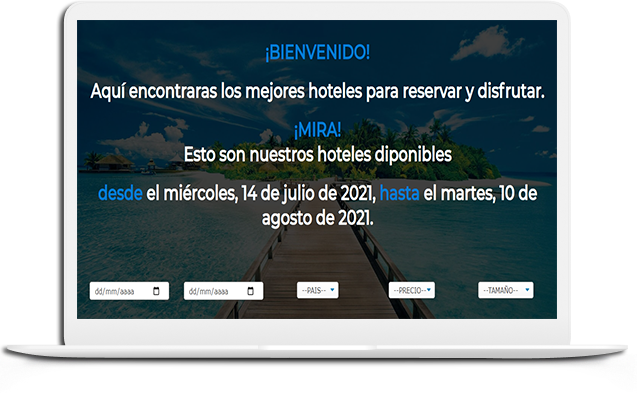 ¡BIENVENIDO!
Aquí encontraras los mejores hoteles para reservar y disfrutar.
¡MIRA!
Esto son nuestros hoteles diponibles
desde el miércoles, 14 de julio de 2021, hasta el martes, 10 de
agosto de 2021.
dd/mm/aaaa dd/mm/aaaa --PAIS-- --PRECIO-- --TAMAÑO--